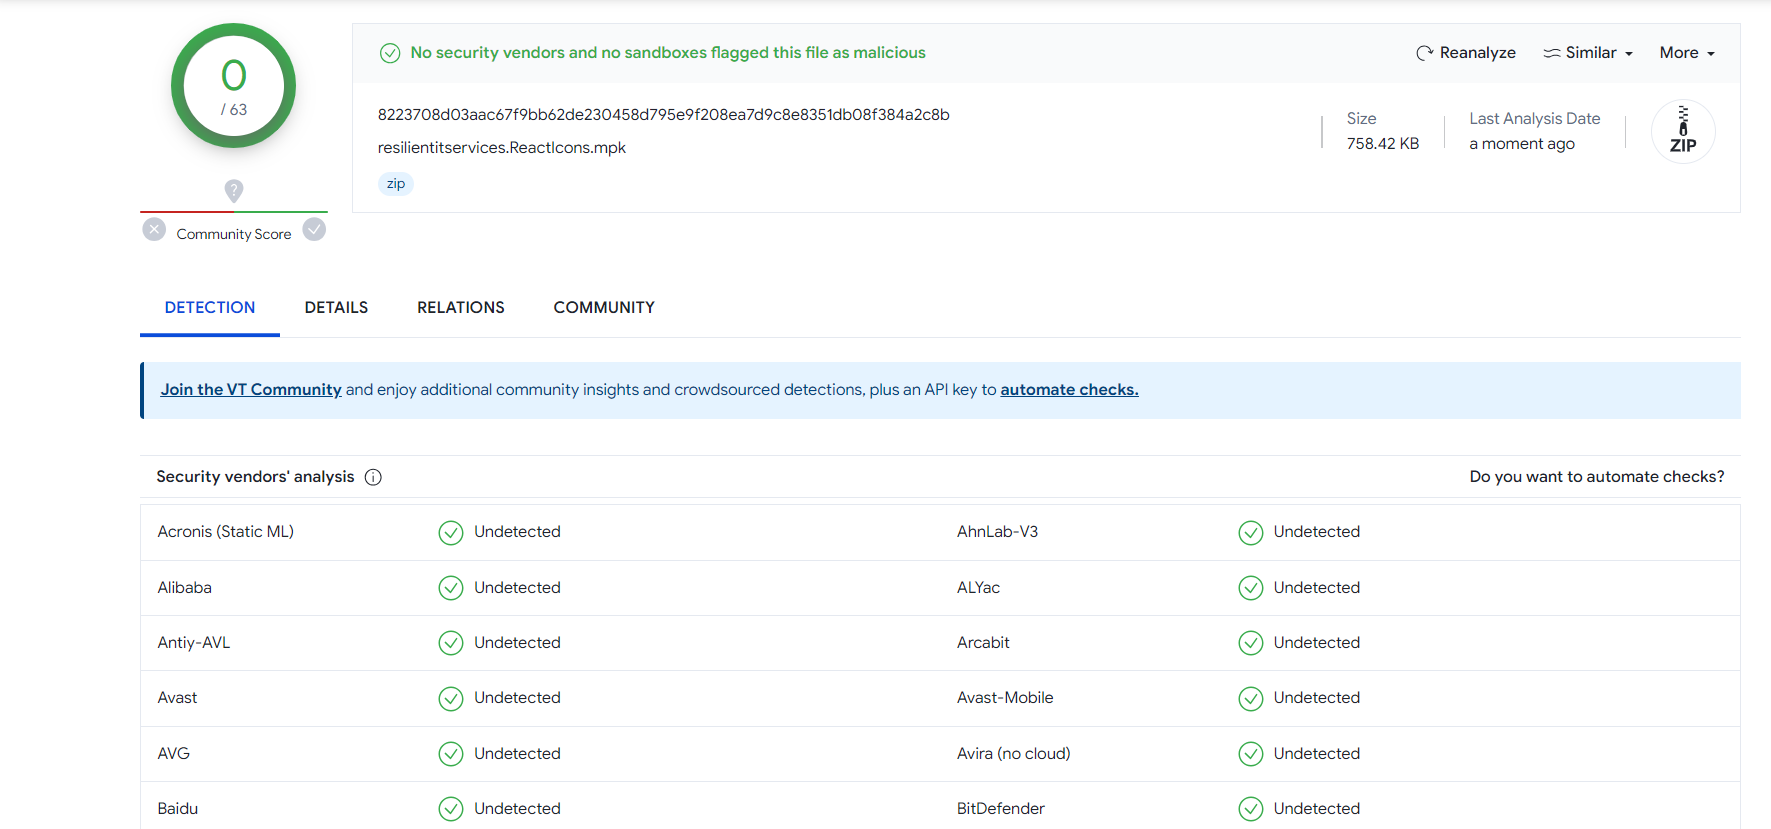 0
/ 63
Community Score
No security vendors and no sandboxes flagged this file as malicious
Reanalyze
Similar
More
8223708d03aac67f9bb62de230458d795e9f208ea7d9c8e8351db08f384a2c8b
resilientitservices.ReactIcons.mpk
zip
Size
758.42 KB
Last Analysis Date
a moment ago
ZIP
DETECTION DETAILS RELATIONS COMMUNITY
Join the VT Community and enjoy additional community insights and crowdsourced detections, plus an API key to automate checks.
Security vendors' analysis
Do you want to automate checks?
Acronis (Static ML) Undetected AhnLab-V3 Undetected
Alibaba Undetected ALYac Undetected
Antiy-AVL Undetected Arcabit Undetected
Avast Undetected Avast-Mobile Undetected
AVG Undetected Avira (no cloud) Undetected
Baidu Undetected BitDefender Undetected